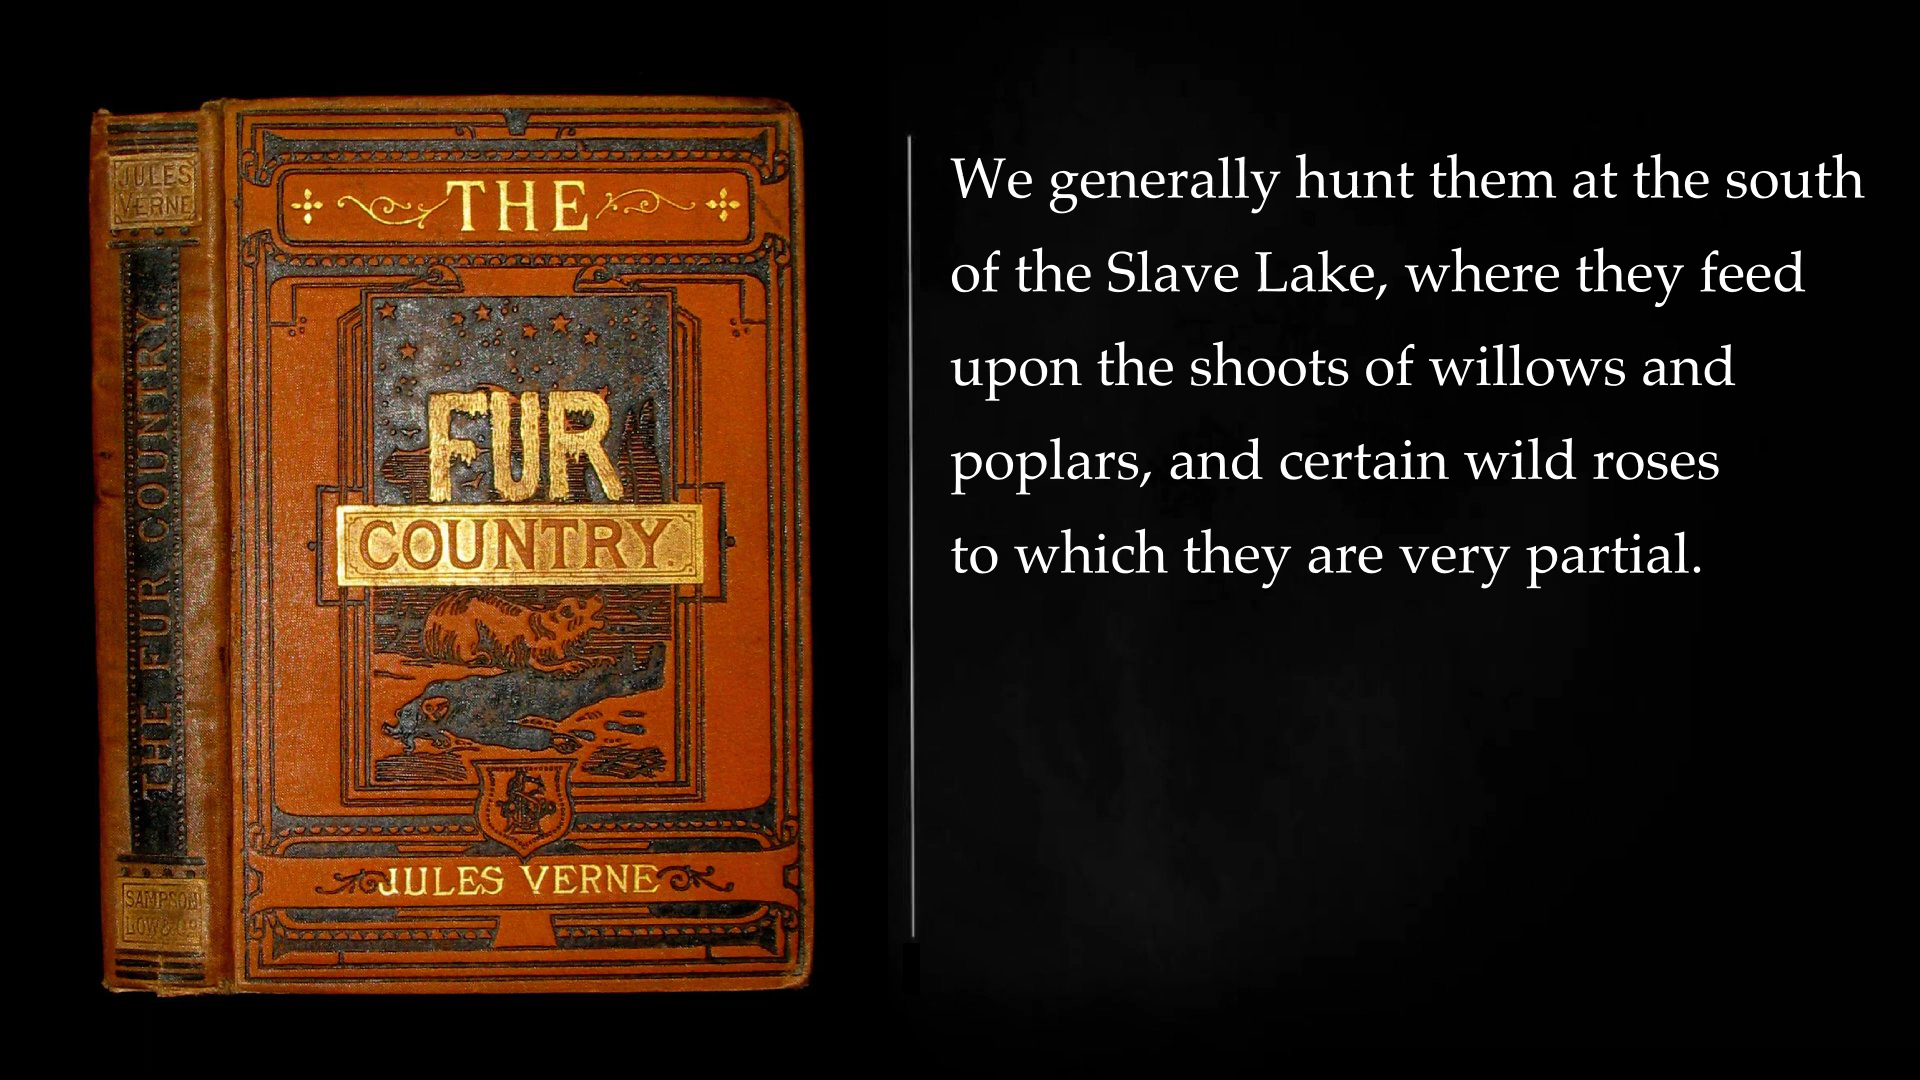 JULES
VERNE
THE FUR COUNTRY.
SAMPSON
LOW & Co
THE
FUR
COUNTRY.
JULES VERNE
We generally hunt them at the south
of the Slave Lake, where they feed
upon the shoots of willows and
poplars, and certain wild roses
to which they are very partial.